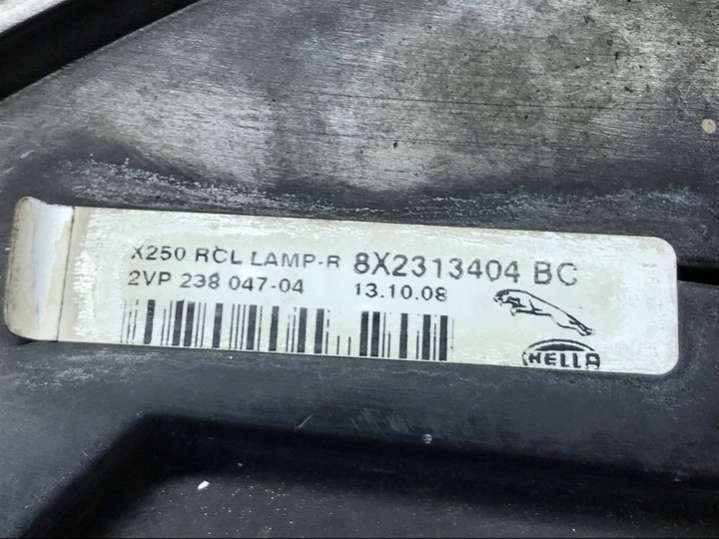 X250 RCL LAMP-R 8X2313404 BC
2VP 238 047-04 13.10.08
HELLA